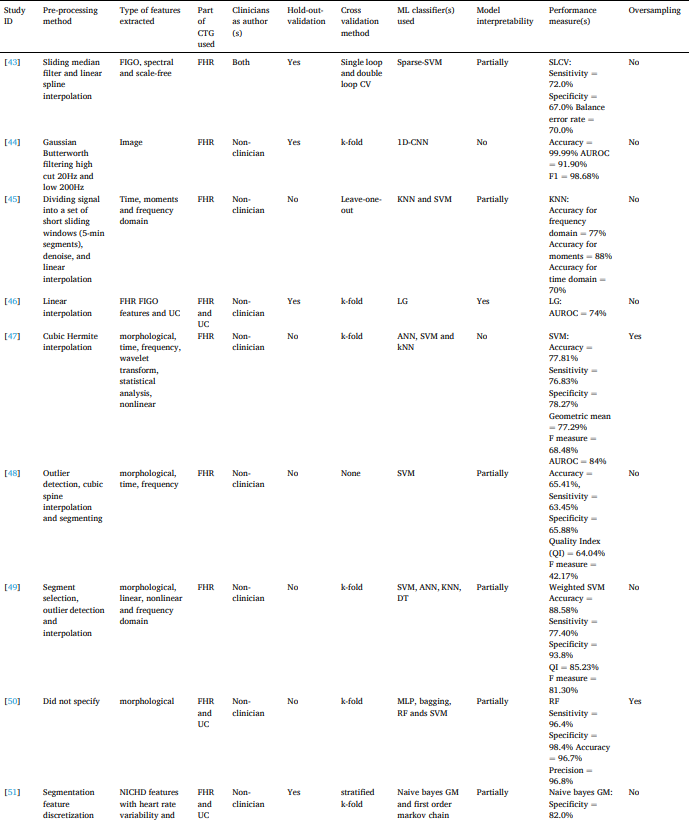 Study ID
Pre-processing method
Type of features extracted
Part of CTG used
Clinicians as author (s)
Hold-out-validation
Cross validation method
ML classifier(s) used
Model interpretability
Performance measure(s)
Oversampling
[43]
Sliding median
filter and linear
spline
interpolation
FIGO, spectral
and scale-free
FHR
Both
Yes
Single loop
and double
loop CV
Sparse-SVM
Partially
SLCV:
Sensitivity =
72.0%
Specificity =
67.0% Balance
error rate =
70.0%
No
[44]
Gaussian
Butterworth
filtering high
cut 20Hz and
low 200Hz
Image
FHR
Non-
clinician
Yes
k-fold
1D-CNN
No
Accuracy =
99.99% AUROC
= 91.90%
F1 = 98.68%
No
[45]
Dividing signal
into a set of
short sliding
windows (5-min
segments),
denoise, and
linear
interpolation
Time, moments
and frequency
domain
FHR
Non-
clinician
No
Leave-one-
out
KNN and SVM
Partially
KNN:
Accuracy for
frequency
domain = 77%
Accuracy for
moments = 88%
Accuracy for
time domain =
70%
No
[46]
Linear
interpolation
FHR FIGO
features and UC
FHR
and
UC
Non-
clinician
Yes
k-fold
LG
Yes
LG:
AUROC = 74%
No
[47]
Cubic Hermite
interpolation
morphological,
time, frequency,
wavelet
transform,
statistical
analysis,
nonlinear
FHR
Non-
clinician
No
k-fold
ANN, SVM and
kNN
No
SVM:
Accuracy =
77.81%
Sensitivity =
76.83%
Specificity =
78.27%
Geometric mean
= 77.29%
F measure =
68.48%
AUROC = 84%
Yes
[48]
Outlier
detection, cubic
spine
interpolation
and segmenting
morphological,
time, frequency
FHR
Non-
clinician
No
None
SVM
Partially
Accuracy =
65.41%,
Sensitivity =
63.45%
Specificity =
65.88%
Quality Index
(QI) = 64.04%
F measure =
42.17%
No
[49]
Segment
selection,
outlier detection
and
interpolation
morphological,
linear, nonlinear
and frequency
domain
FHR
Non-
clinician
No
k-fold
SVM, ANN, KNN,
DT
Partially
Weighted SVM
Accuracy =
88.58%
Sensitivity =
77.40%
Specificity =
93.8%
QI = 85.23%
F measure =
81.30%
No
[50]
Did not specify
morphological
FHR
and
UC
Non-
clinician
No
k-fold
MLP, bagging,
RF ands SVM
Partially
RF
Sensitivity =
96.4%
Specificity =
98.4% Accuracy
= 96.7%
Precision =
96.8%
Yes
[51]
Segmentation
feature
discretization
NICHD features
with heart rate
variability and
FHR
and
UC
Non-
clinician
Yes
stratified
k-fold
Naive bayes GM
and first order
markov chain
Partially
Naive bayes GM:
Specificity =
82.0%
No